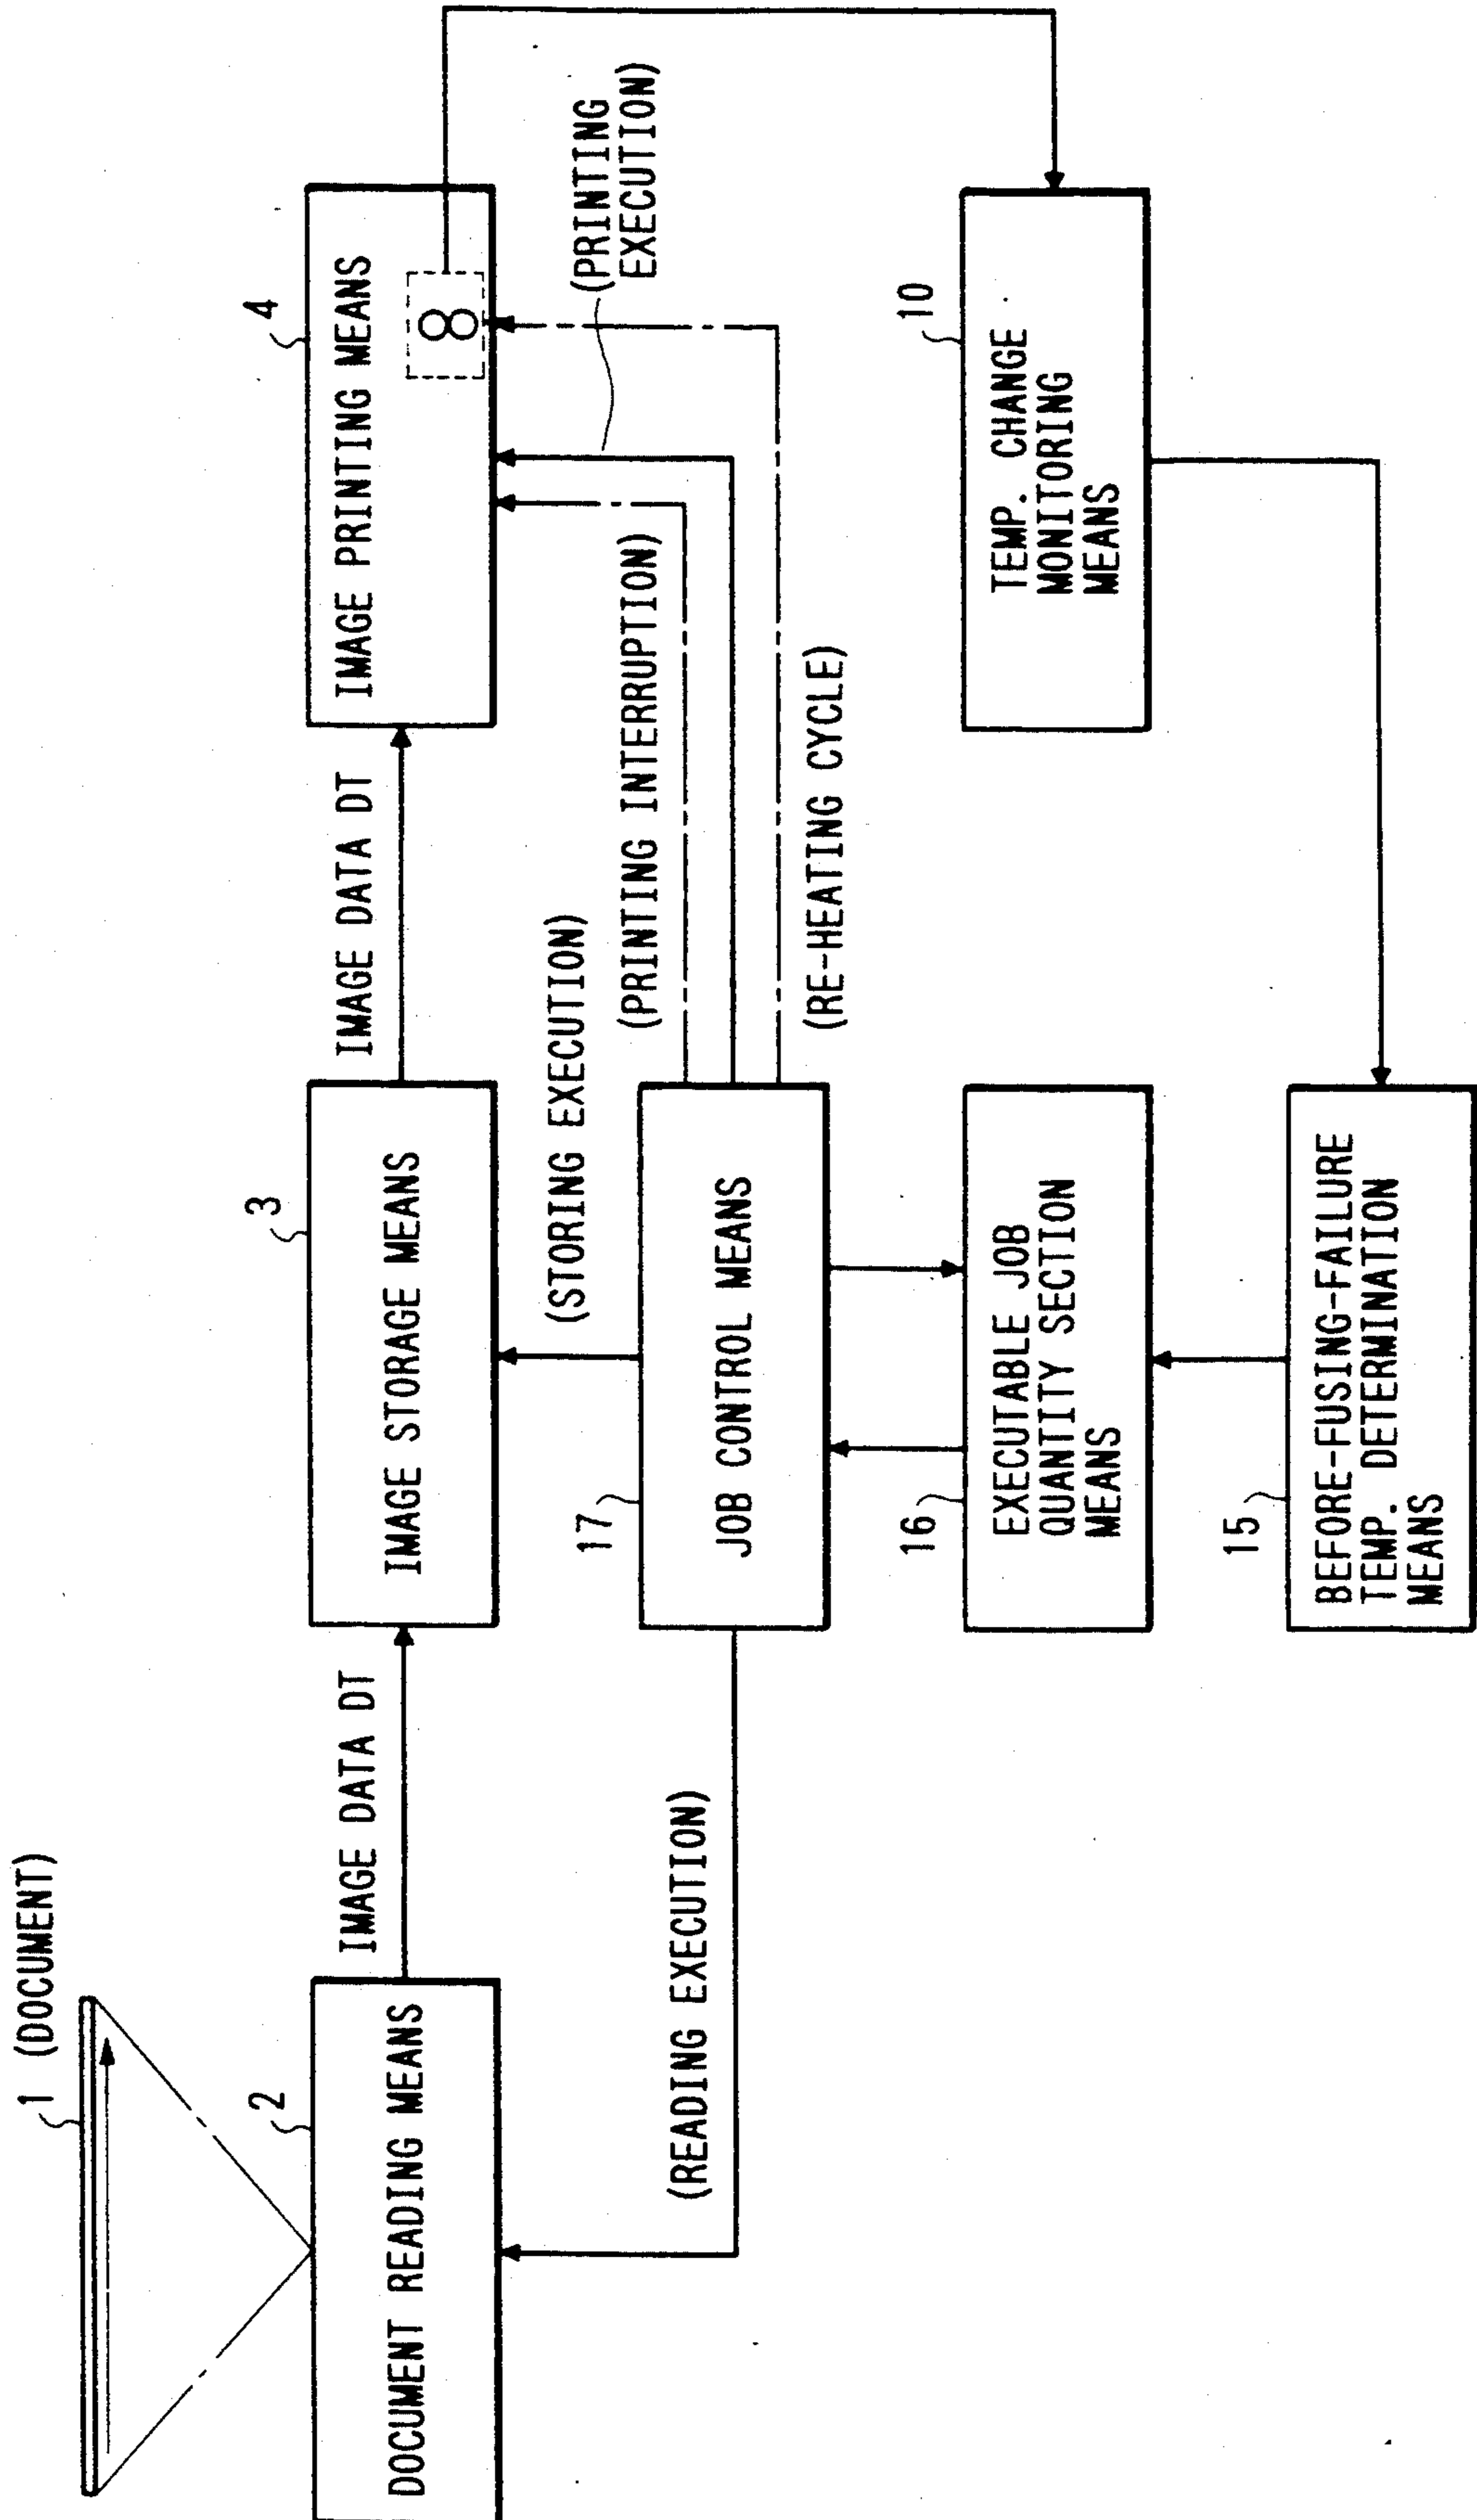 1 (DOCUMENT)
2
DOCUMENT READING MEANS
IMAGE DATA DT
3
IMAGE STORAGE MEANS
IMAGE DATA DT
4
IMAGE PRINTING MEANS
8
(READING EXECUTION)
(STORING EXECUTION)
(PRINTING INTERRUPTION)
(PRINTING
EXECUTION)
(RE-HEATING CYCLE)
17
JOB CONTROL MEANS
16
EXECUTABLE JOB
QUANTITY SECTION
MEANS
10
TEMP. CHANGE
MONITORING
MEANS
15
BEFORE-FUSING-FAILURE
TEMP. DETERMINATION
MEANS